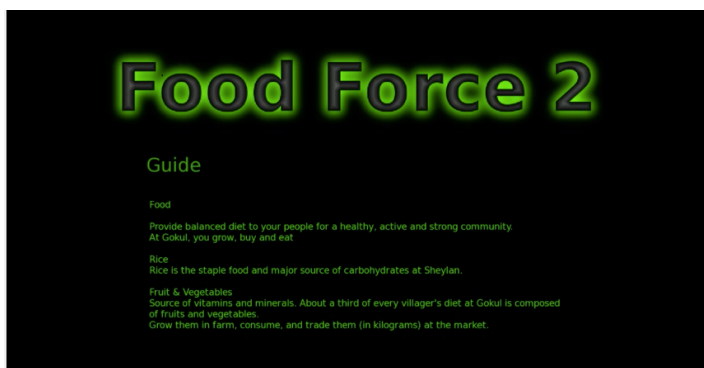 Food Force 2
Guide
Food
Provide balanced diet to your people for a healthy, active and strong community.
At Gokul, you grow, buy and eat
Rice
Rice is the staple food and major source of carbohydrates at Sheylan.
Fruit & Vegetables
Source of vitamins and minerals. About a third of every villager's diet at Gokul is composed
of fruits and vegetables.
Grow them in farm, consume, and trade them (in kilograms) at the market.